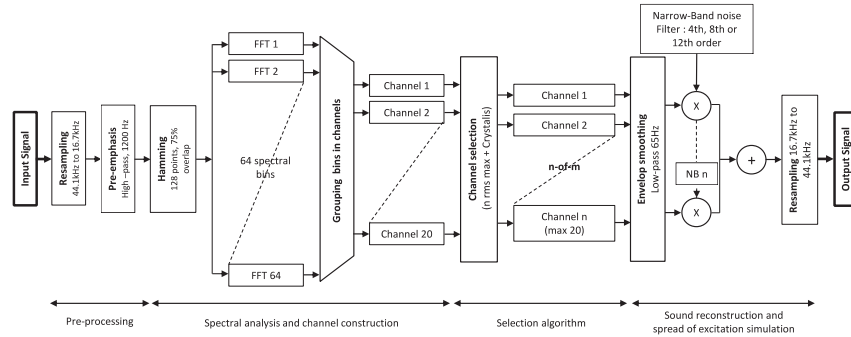 Input Signal
Resampling
44.1kHz to 16.7kHz
Pre-emphasis
High –pass, 1200 Hz
Hamming
128 points, 75%
overlap
FFT 1
FFT 2
64 spectral
bins
FFT 64
Grouping bins in channels
Channel 1
Channel 2
Channel 20
Channel selection
(n rms max + Crystalis)
Channel 1
Channel 2
n-of-m
Channel n
(max 20)
Envelop smoothing
Low-pass 65Hz
Narrow-Band noise
Filter : 4th, 8th or
12th order
X
NB n
X
+
Resampling 16.7kHz to
44.1kHz
Output Signal
Pre-processing
Spectral analysis and channel construction
Selection algorithm
Sound reconstruction and
spread of excitation simulation